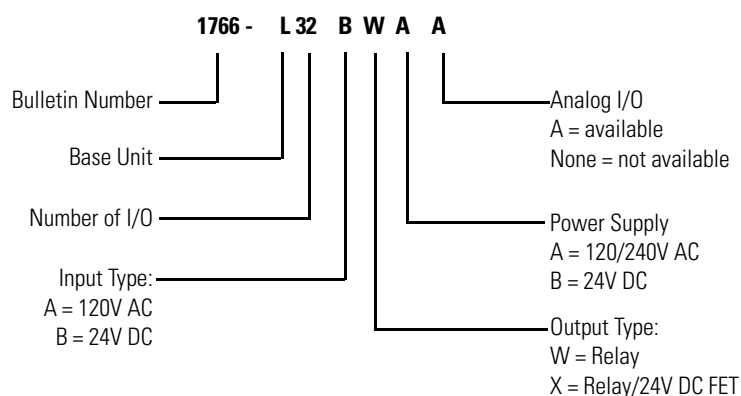 1766 - L 32 B W A A
Bulletin Number
Base Unit
Number of I/O
Input Type:
A = 120V AC
B = 24V DC
Analog I/O
A = available
None = not available
Power Supply
A = 120/240V AC
B = 24V DC
Output Type:
W = Relay
X = Relay/24V DC FET